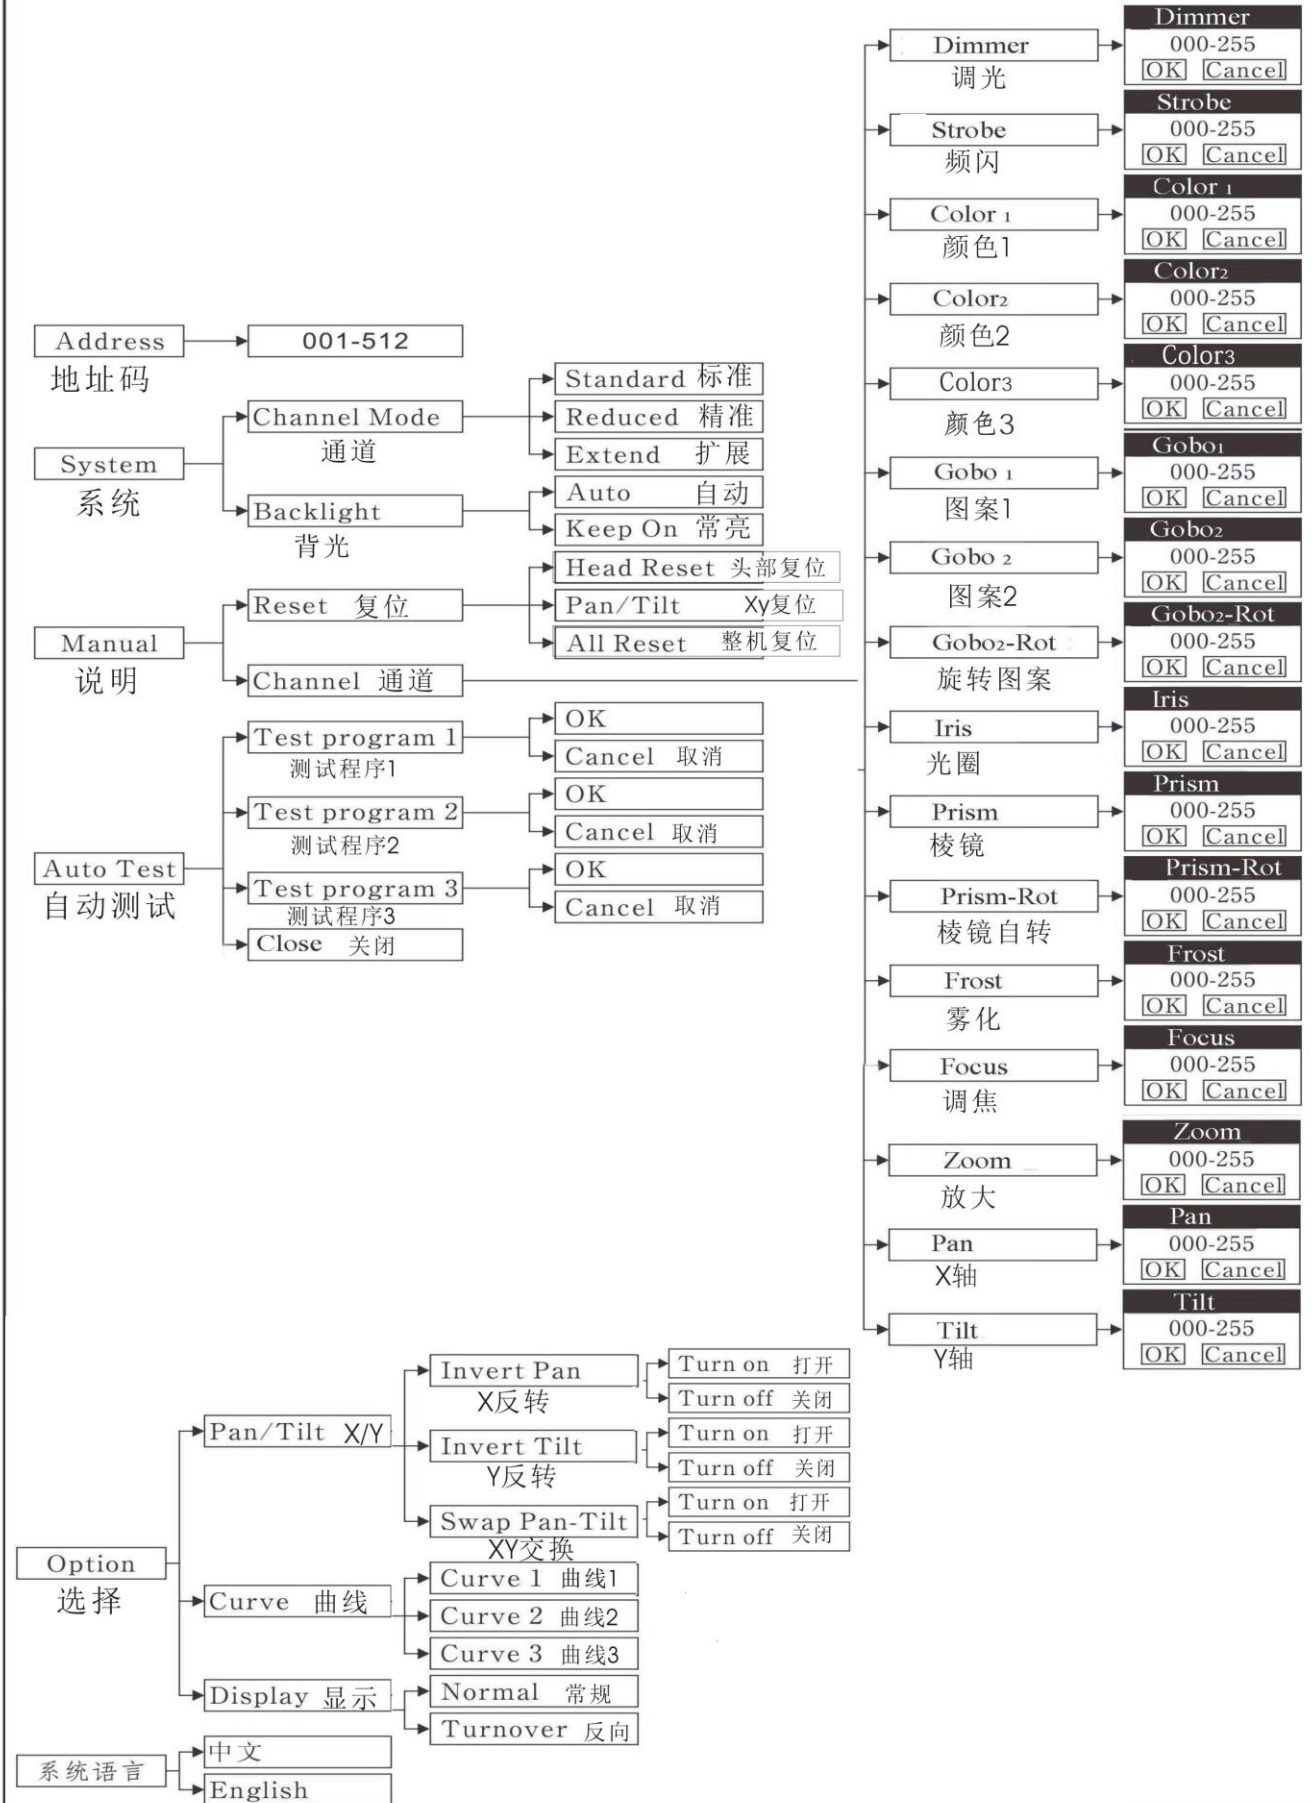 Address
地址码
001-512
System
系统
Channel Mode
通道
Standard 标准
Reduced 精准
Extend 扩展
Backlight
背光
Auto 自动
Keep On 常亮
Manual
说明
Reset 复位
Head Reset 头部复位
Pan/Tilt Xy复位
All Reset 整机复位
Channel 通道
Dimmer
调光
Dimmer
000-255
OK Cancel
Strobe
频闪
Strobe
000-255
OK Cancel
Color 1
颜色1
Color 1
000-255
OK Cancel
Color2
颜色2
Color2
000-255
OK Cancel
Color3
颜色3
Color3
000-255
OK Cancel
Gobo 1
图案1
Gobo1
000-255
OK Cancel
Gobo 2
图案2
Gobo2
000-255
OK Cancel
Gobo2-Rot
旋转图案
Gobo2-Rot
000-255
OK Cancel
Iris
光圈
Iris
000-255
OK Cancel
Prism
棱镜
Prism
000-255
OK Cancel
Prism-Rot
棱镜自转
Prism-Rot
000-255
OK Cancel
Frost
雾化
Frost
000-255
OK Cancel
Focus
调焦
Focus
000-255
OK Cancel
Zoom
放大
Zoom
000-255
OK Cancel
Pan
X轴
Pan
000-255
OK Cancel
Tilt
Y轴
Tilt
000-255
OK Cancel
Auto Test
自动测试
Test program 1
测试程序1
OK
Cancel 取消
Test program 2
测试程序2
OK
Cancel 取消
Test program 3
测试程序3
OK
Cancel 取消
Close 关闭
Option
选择
Pan/Tilt X/Y
Invert Pan
X反转
Turn on 打开
Turn off 关闭
Invert Tilt
Y反转
Turn on 打开
Turn off 关闭
Swap Pan-Tilt
XY交换
Turn on 打开
Turn off 关闭
Curve 曲线
Curve 1 曲线1
Curve 2 曲线2
Curve 3 曲线3
Display 显示
Normal 常规
Turnover 反向
系统语言
中文
English